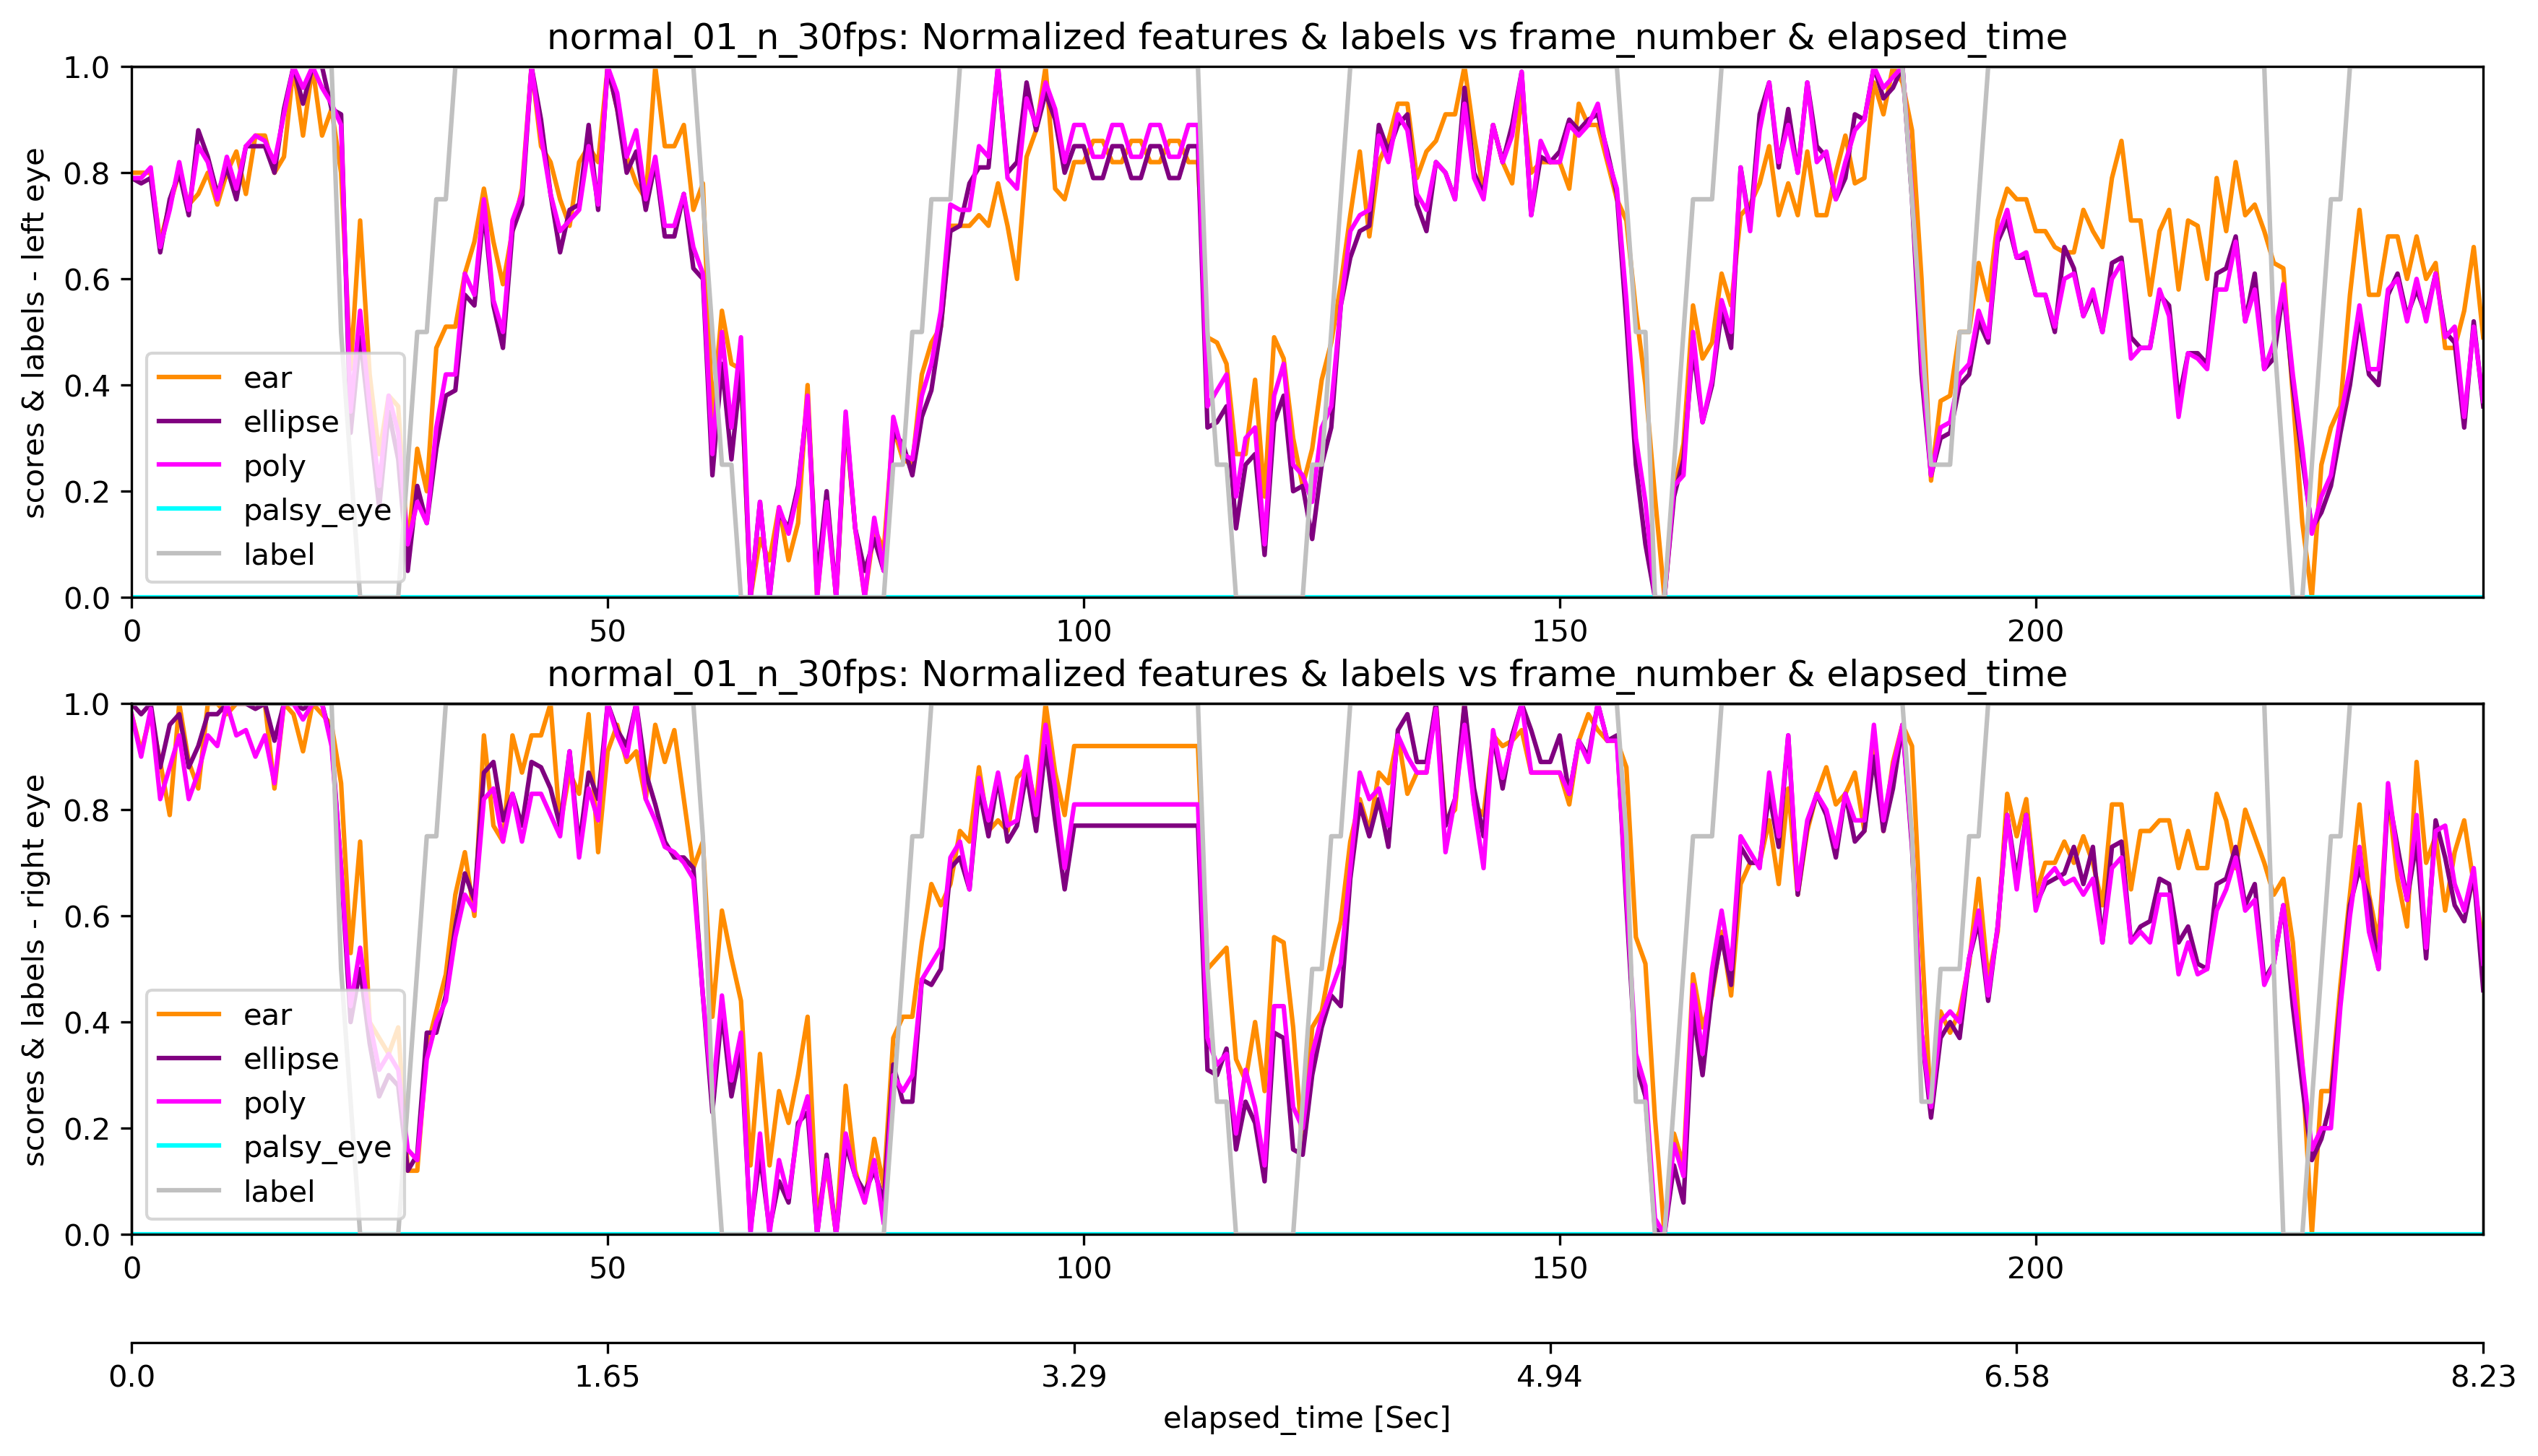 normal_01_n_30fps: Normalized features & labels vs frame_number & elapsed_time
scores & labels - left eye
1.0
0.8
0.6
0.4
0.2
0.0
ear
ellipse
poly
palsy_eye
label
0 50 100 150 200
normal_01_n_30fps: Normalized features & labels vs frame_number & elapsed_time
scores & labels - right eye
1.0
0.8
0.6
0.4
0.2
0.0
ear
ellipse
poly
palsy_eye
label
0 50 100 150 200
0.0 1.65 3.29 4.94 6.58 8.23
elapsed_time [Sec]